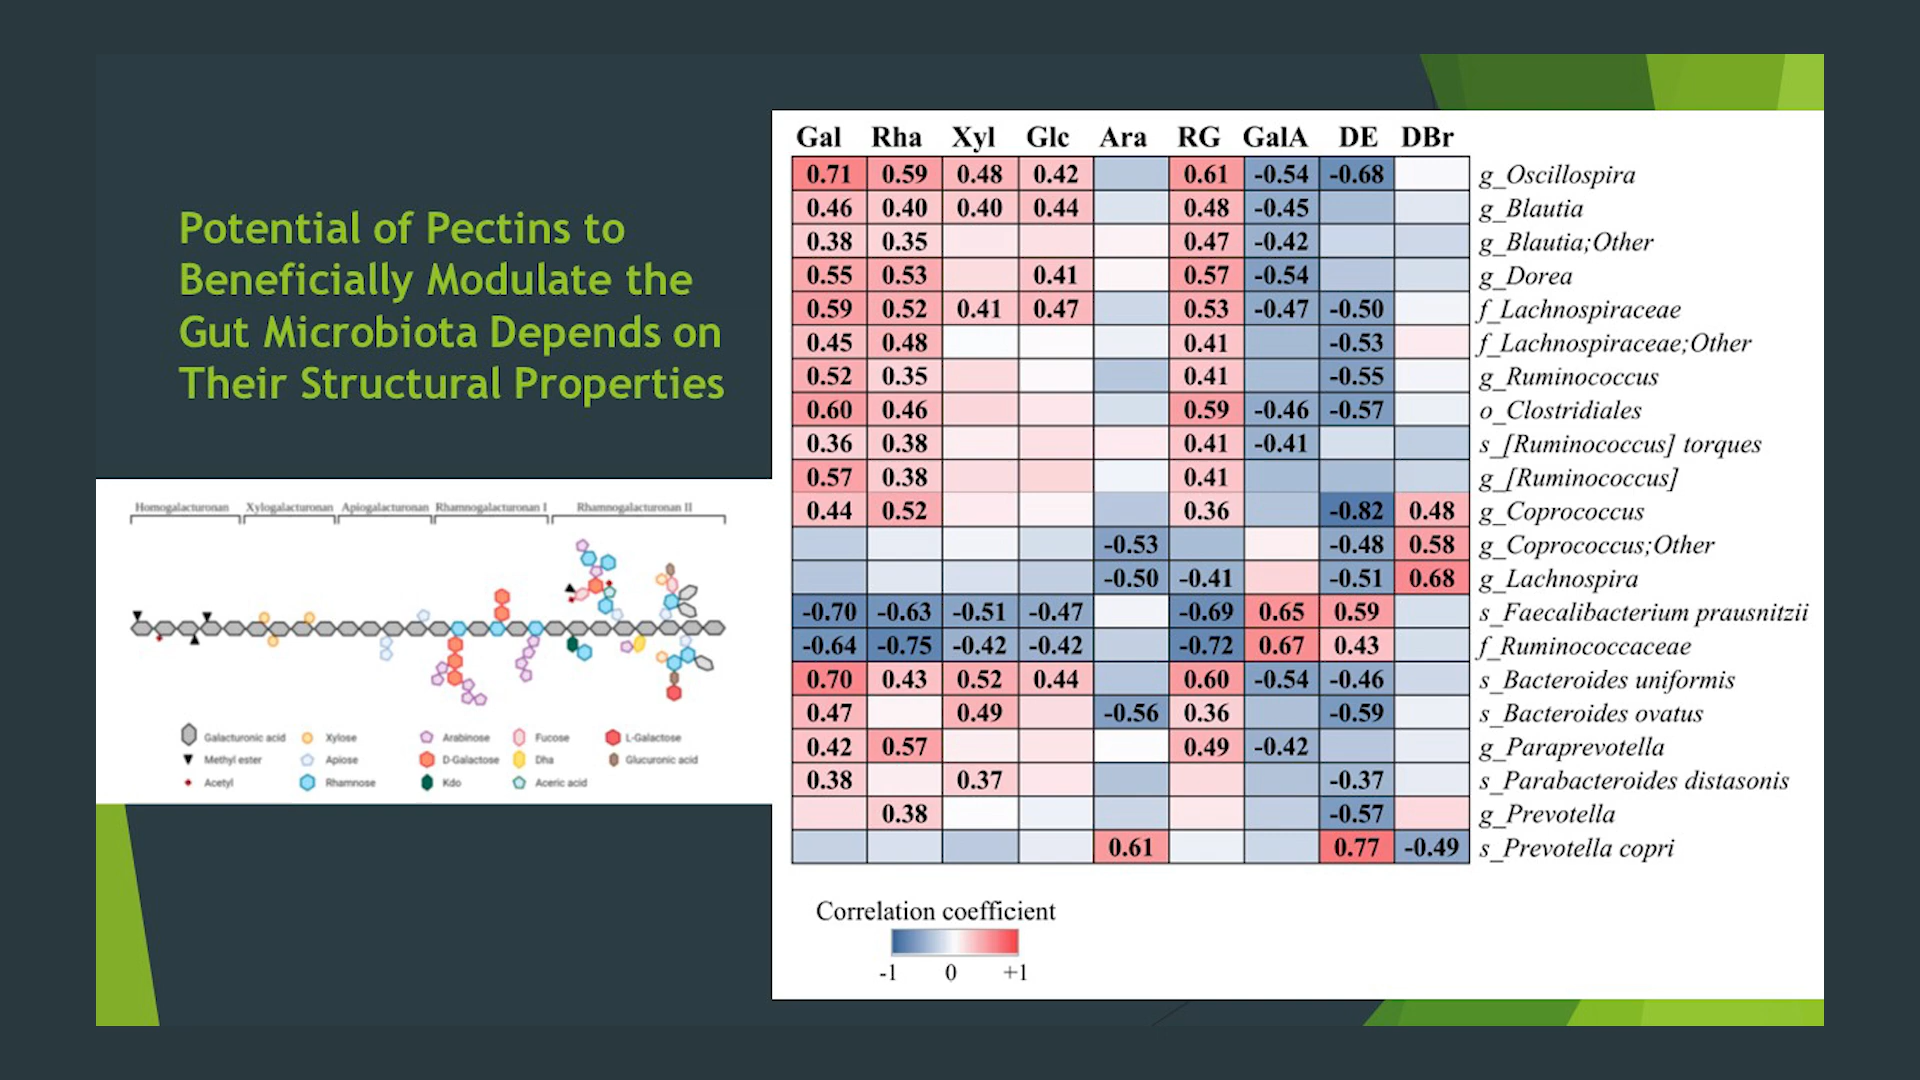 Potential of Pectins to
Beneficially Modulate the
Gut Microbiota Depends on
Their Structural Properties
Homogalacturonan Xylogalacturonan Apiogalacturonan Rhamnogalacturonan I Rhamnogalacturonan II
Galacturonic acid Xylose Arabinose Fucose L-Galactose
Methyl ester Apiose D-Galactose Dha Glucuronic acid
Acetyl Rhamnose Kdo Aceric acid
Gal Rha Xyl Glc Ara RG GalA DE DBr
0.71 0.59 0.48 0.42 0.61 -0.54 -0.68 g_Oscillospira
0.46 0.40 0.40 0.44 0.48 -0.45 g_Blautia
0.38 0.35 0.47 -0.42 g_Blautia;Other
0.55 0.53 0.41 0.57 -0.54 g_Dorea
0.59 0.52 0.41 0.47 0.53 -0.47 -0.50 f_Lachnospiraceae
0.45 0.48 0.41 -0.53 f_Lachnospiraceae;Other
0.52 0.35 0.41 -0.55 g_Ruminococcus
0.60 0.46 0.59 -0.46 -0.57 o_Clostridiales
0.36 0.38 0.41 -0.41 s_[Ruminococcus] torques
0.57 0.38 0.41 g_[Ruminococcus]
0.44 0.52 0.36 -0.82 0.48 g_Coprococcus
-0.53 -0.48 0.58 g_Coprococcus;Other
-0.50 -0.41 -0.51 0.68 g_Lachnospira
-0.70 -0.63 -0.51 -0.47 -0.69 0.65 0.59 s_Faecalibacterium prausnitzii
-0.64 -0.75 -0.42 -0.42 -0.72 0.67 0.43 f_Ruminococcaceae
0.70 0.43 0.52 0.44 0.60 -0.54 -0.46 s_Bacteroides uniformis
0.47 0.49 -0.56 0.36 -0.59 s_Bacteroides ovatus
0.42 0.57 0.49 -0.42 g_Paraprevotella
0.38 0.37 -0.37 s_Parabacteroides distasonis
0.38 -0.57 g_Prevotella
0.61 0.77 -0.49 s_Prevotella copri
Correlation coefficient
-1 0 +1